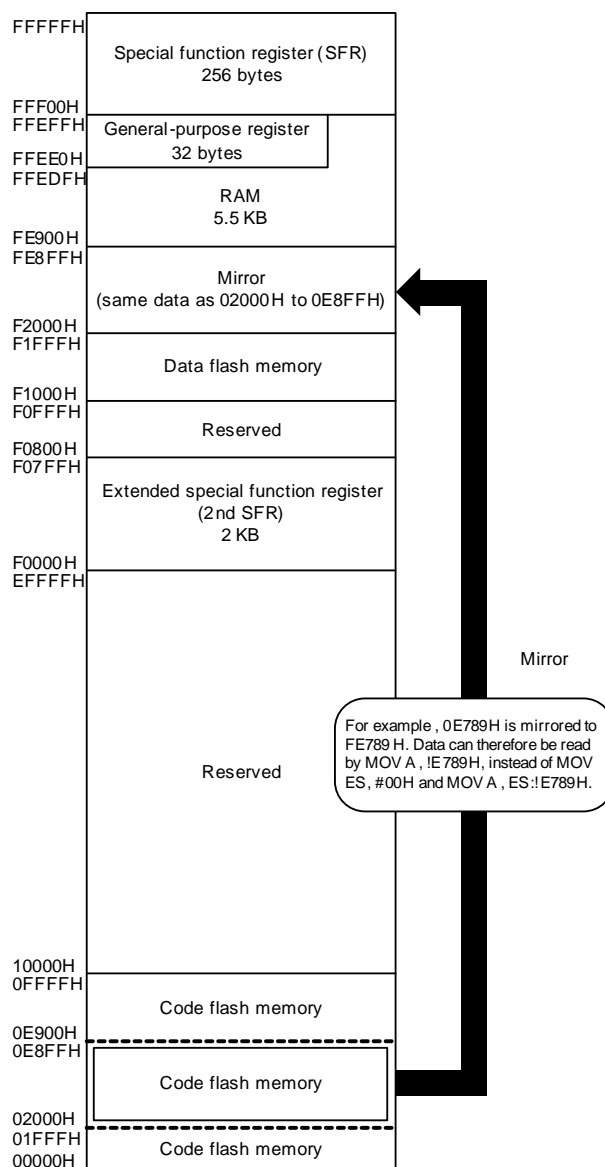 FFFFFH
Special function register (SFR)
256 bytes
FFF00H
FFEFFH
General-purpose register
32 bytes
FFEE0H
FFEDFH
RAM
5.5 KB
FE900H
FE8FFH
Mirror
(same data as 02000H to 0E8FFH)
F2000H
F1FFFH
Data flash memory
F1000H
F0FFFH
Reserved
F0800H
F07FFH
Extended special function register
(2nd SFR)
2 KB
F0000H
EFFFFH
Mirror
For example , 0E789H is mirrored to
FE789 H. Data can therefore be read
by MOV A , !E789H, instead of MOV
ES, #00H and MOV A , ES:!E789H.
Reserved
10000H
0FFFFH
Code flash memory
0E900H
0E8FFH
Code flash memory
02000H
01FFFH
Code flash memory
00000H